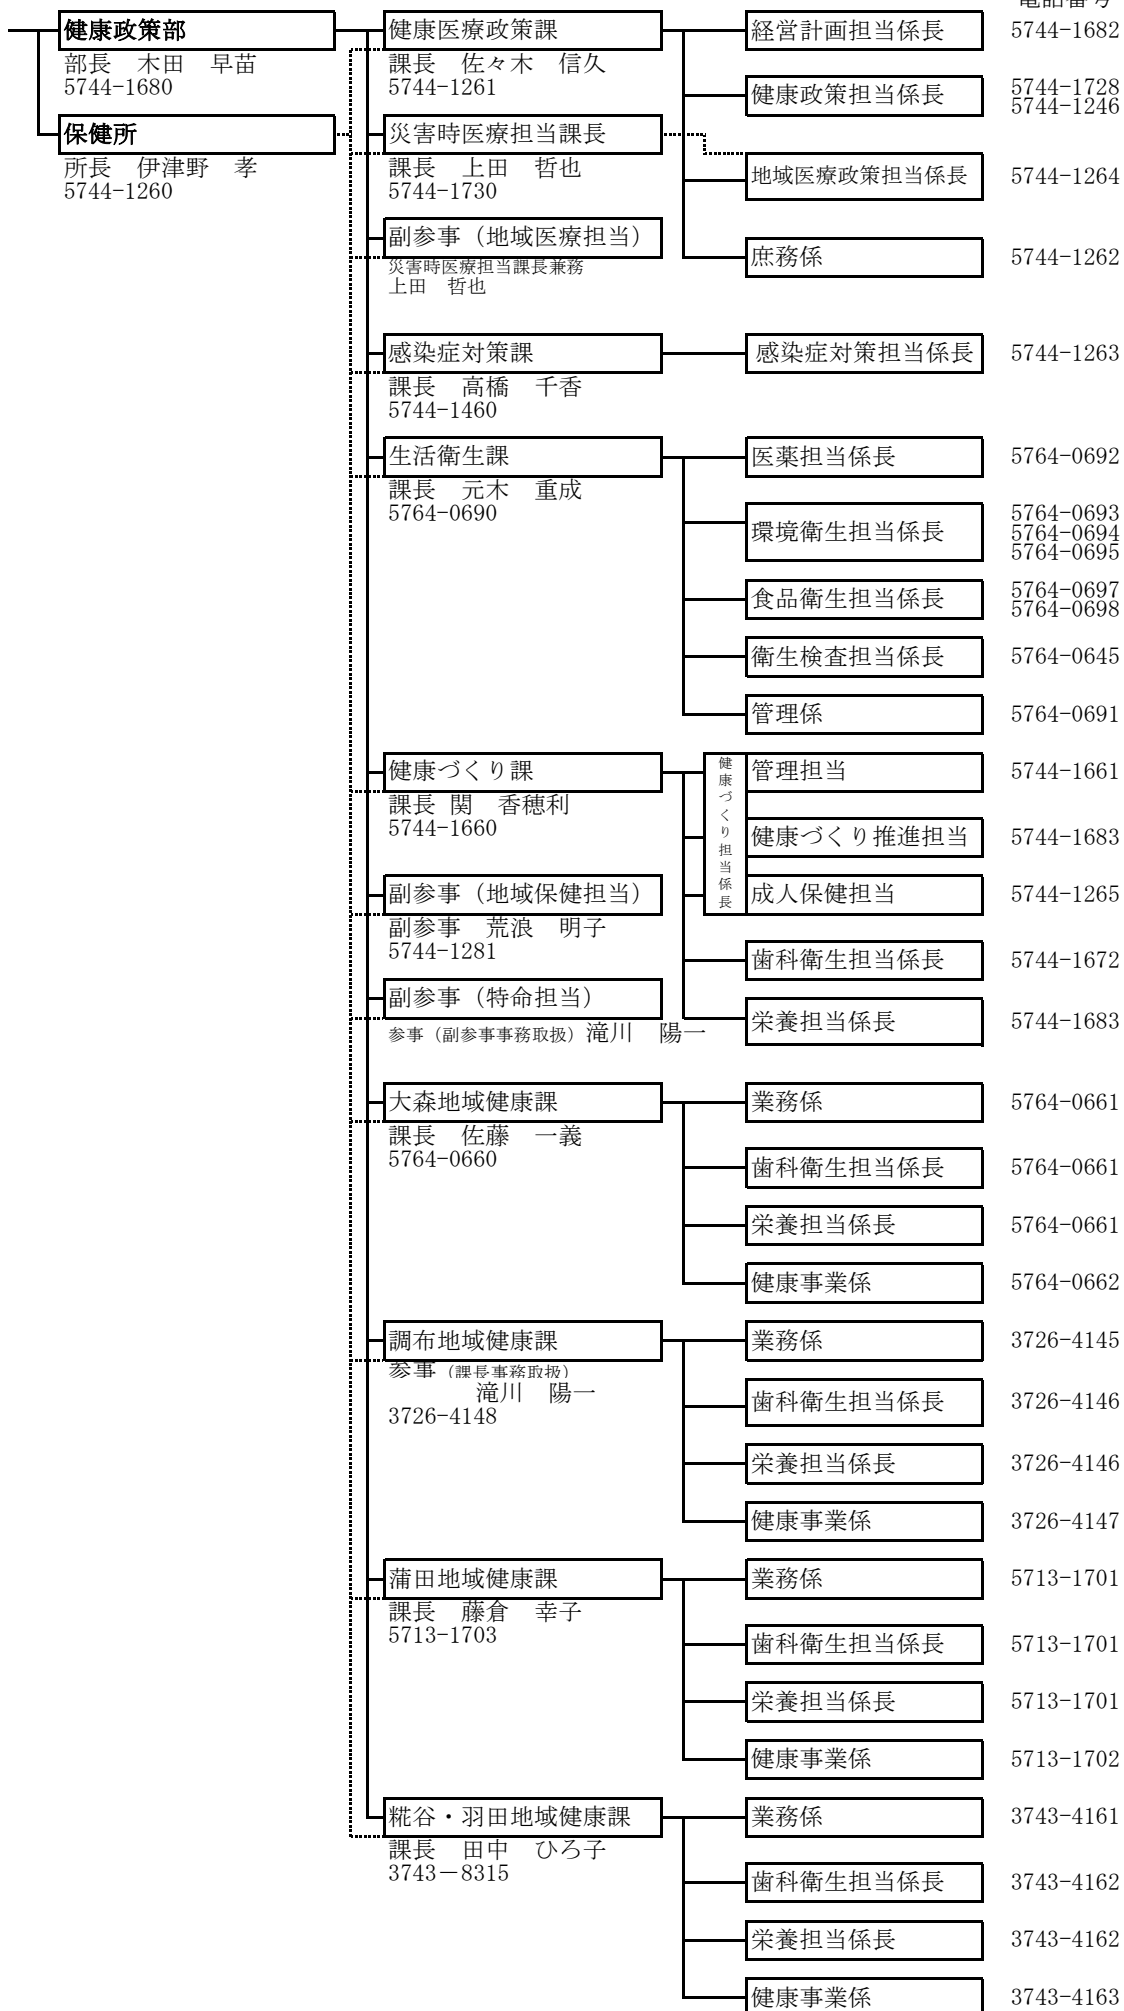 電話番号
健康政策部
部長　木田　早苗
5744-1680
保健所
所長　伊津野　孝
5744-1260
健康医療政策課
課長　佐々木　信久
5744-1261
経営計画担当係長 5744-1682
健康政策担当係長 5744-1728
5744-1246
地域医療政策担当係長 5744-1264
庶務係 5744-1262
災害時医療担当課長
課長　上田　哲也
5744-1730
副参事（地域医療担当）
災害時医療担当課長兼務
上田　哲也
感染症対策課
課長　高橋　千香
5744-1460
感染症対策担当係長 5744-1263
生活衛生課
課長　元木　重成
5764-0690
医薬担当係長 5764-0692
環境衛生担当係長 5764-0693
5764-0694
5764-0695
食品衛生担当係長 5764-0697
5764-0698
衛生検査担当係長 5764-0645
管理係 5764-0691
健康づくり課
課長 関　香穂利
5744-1660
健康づくり担当係長
管理担当 5744-1661
健康づくり推進担当 5744-1683
成人保健担当 5744-1265
歯科衛生担当係長 5744-1672
栄養担当係長 5744-1683
副参事（地域保健担当）
副参事　荒浪　明子
5744-1281
副参事（特命担当）
参事（副参事事務取扱）滝川　陽一
大森地域健康課
課長　佐藤　一義
5764-0660
業務係 5764-0661
歯科衛生担当係長 5764-0661
栄養担当係長 5764-0661
健康事業係 5764-0662
調布地域健康課
参事（課長事務取扱）
滝川　陽一
3726-4148
業務係 3726-4145
歯科衛生担当係長 3726-4146
栄養担当係長 3726-4146
健康事業係 3726-4147
蒲田地域健康課
課長　藤倉　幸子
5713-1703
業務係 5713-1701
歯科衛生担当係長 5713-1701
栄養担当係長 5713-1701
健康事業係 5713-1702
糀谷・羽田地域健康課
課長　田中　ひろ子
3743－8315
業務係 3743-4161
歯科衛生担当係長 3743-4162
栄養担当係長 3743-4162
健康事業係 3743-4163